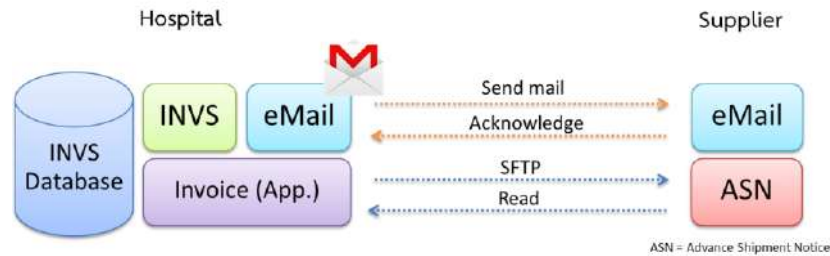 Hospital
Supplier
INVS
Database
INVS
eMail
Invoice (App.)
Send mail
Acknowledge
SFTP
Read
eMail
ASN
ASN = Advance Shipment Notice